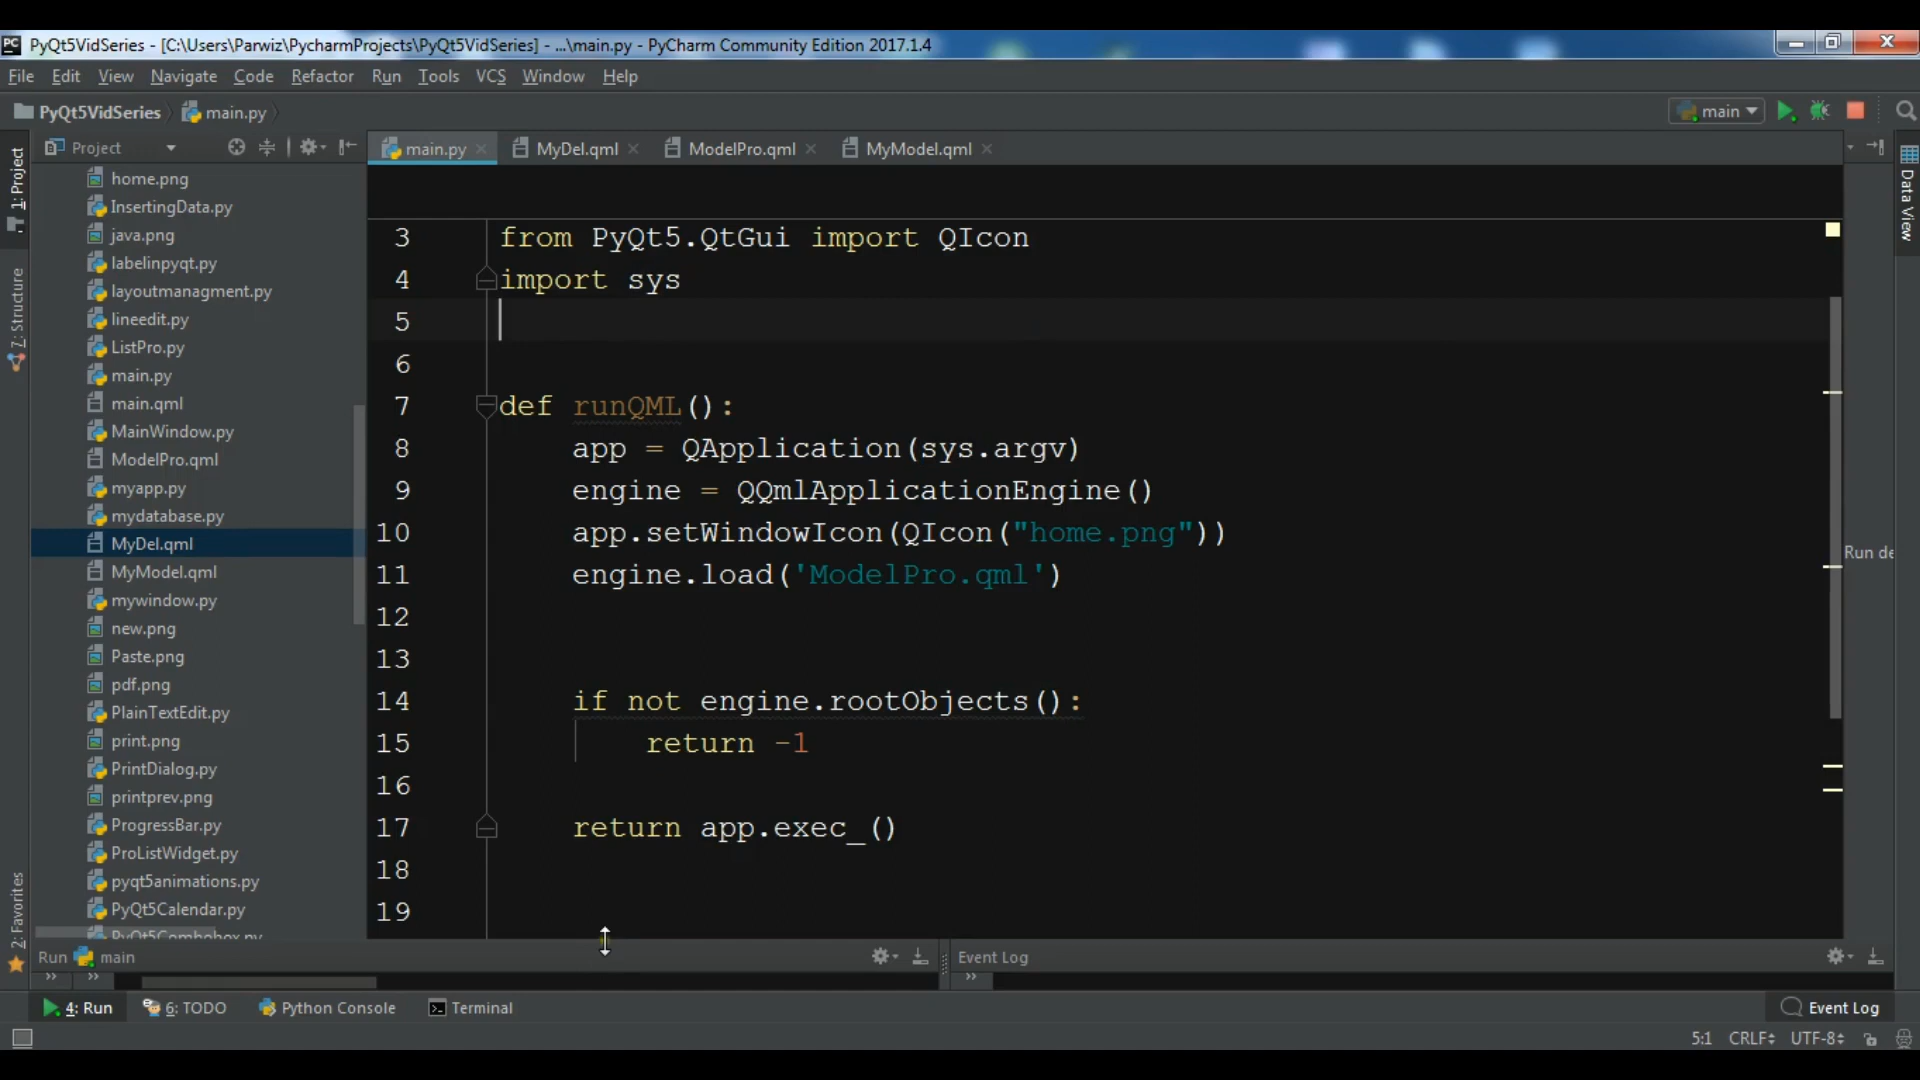 PyQt5VidSeries - [C:\Users\Parwiz\PycharmProjects\PyQt5VidSeries] - ...\main.py - PyCharm Community Edition 2017.1.4
File Edit View Navigate Code Refactor Run Tools VCS Window Help
PyQt5VidSeries main.py main
Project main.py MyDel.qml ModelPro.qml MyModel.qml
1: Project
7: Structure
2: Favorites
home.png
InsertingData.py
java.png
labelinpyqt.py
layoutmanagment.py
lineedit.py
ListPro.py
main.py
main.qml
MainWindow.py
ModelPro.qml
myapp.py
mydatabase.py
MyDel.qml
MyModel.qml
mywindow.py
new.png
Paste.png
pdf.png
PlainTextEdit.py
print.png
PrintDialog.py
printprev.png
ProgressBar.py
ProListWidget.py
pyqt5animations.py
PyQt5Calendar.py
PyQt5Combobox.py
3 from PyQt5.QtGui import QIcon
4 import sys
5
6
7 def runQML():
8 app = QApplication(sys.argv)
9 engine = QQmlApplicationEngine()
10 app.setWindowIcon(QIcon("home.png"))
11 engine.load('ModelPro.qml')
12
13
14 if not engine.rootObjects():
15 return -1
16
17 return app.exec_()
18
19
Data View
Run de
Run main Event Log
4: Run 6: TODO Python Console Terminal Event Log
5:1 CRLF UTF-8